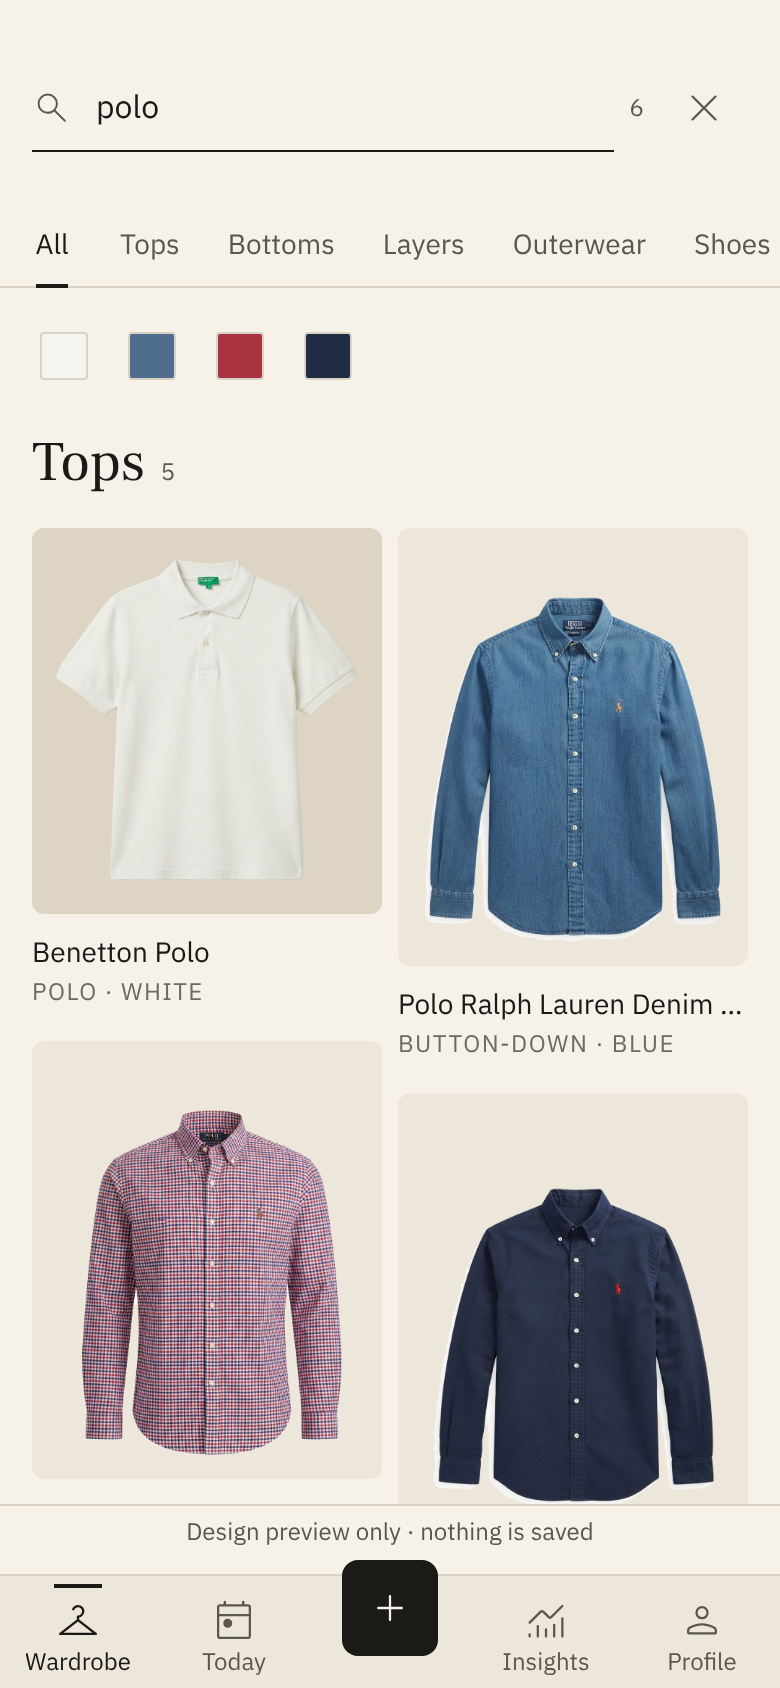 polo
6
All Tops Bottoms Layers Outerwear Shoes
Tops 5
Benetton Polo
POLO · WHITE
Polo Ralph Lauren Denim ...
BUTTON-DOWN · BLUE
Design preview only · nothing is saved
Wardrobe Today Insights Profile